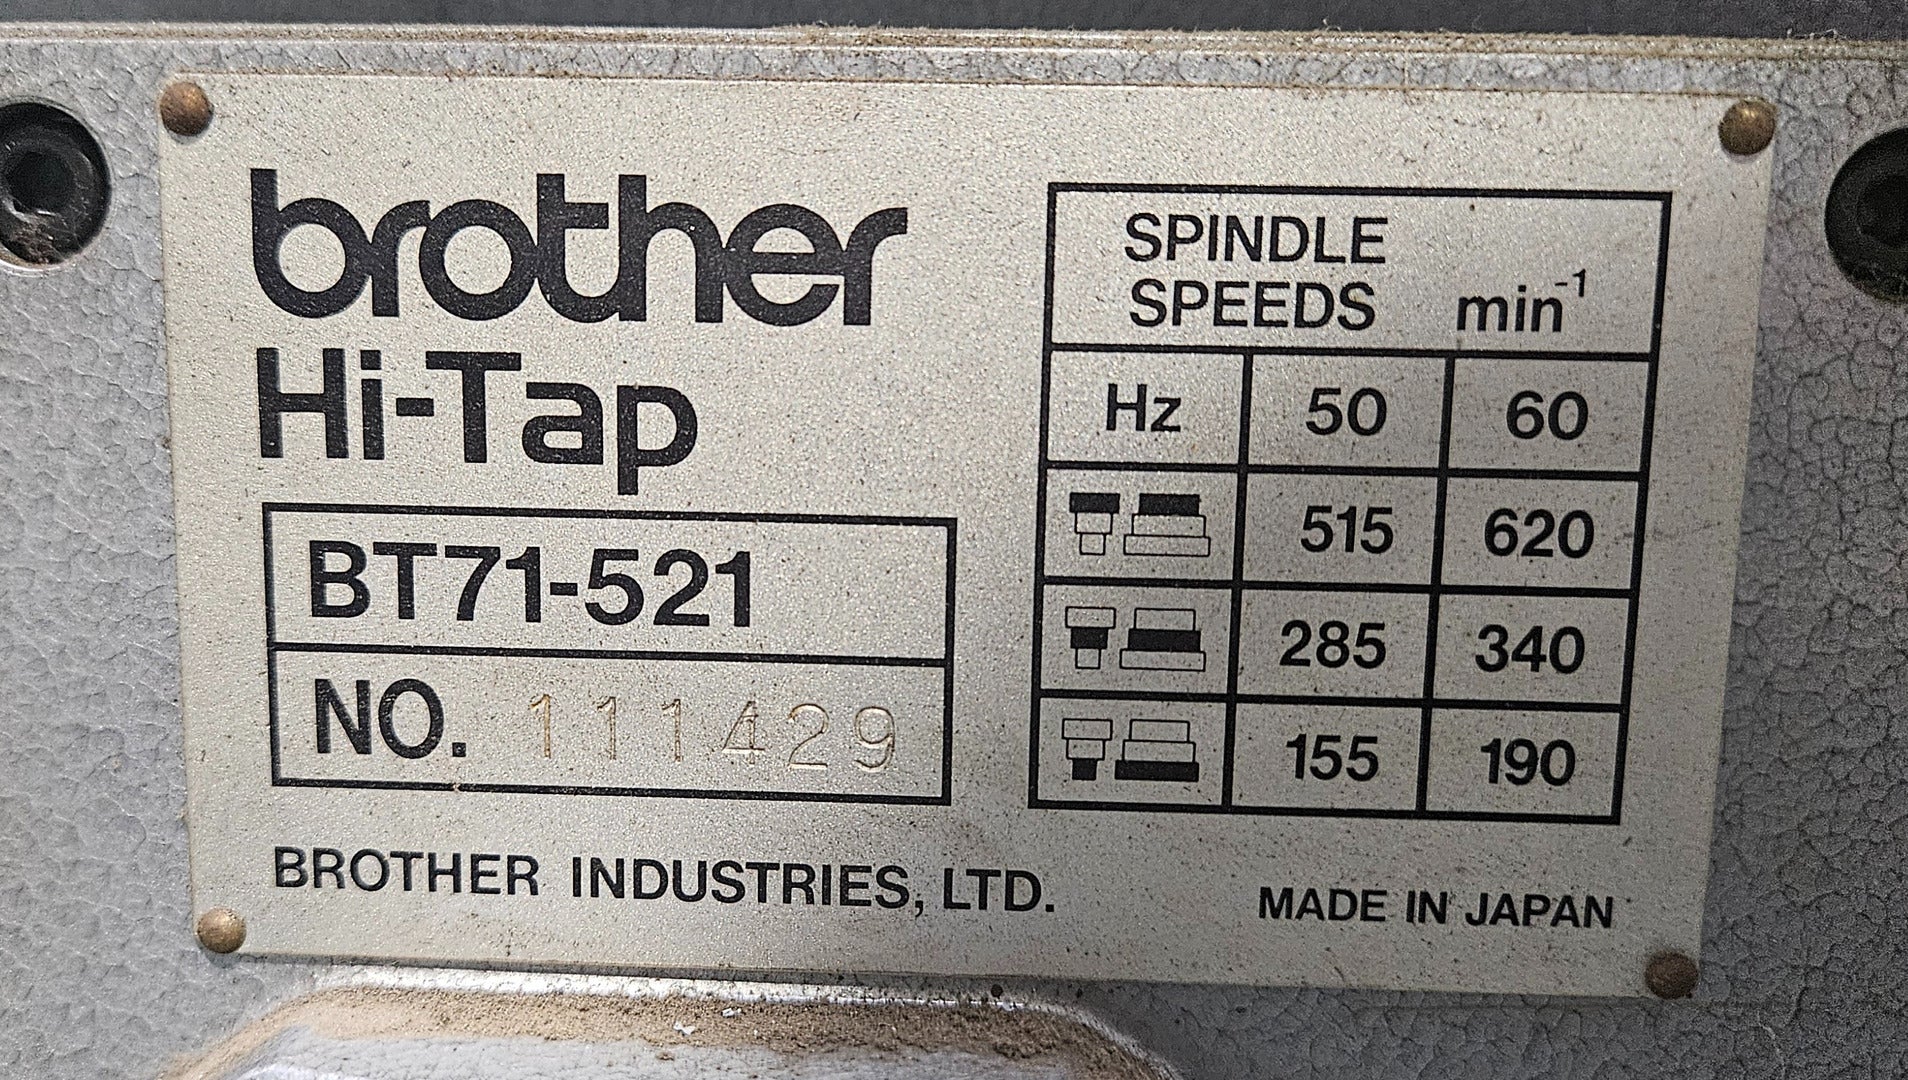 brother
Hi-Tap
BT71-521
NO. 111429
BROTHER INDUSTRIES, LTD.
SPINDLE
SPEEDS min⁻¹
Hz 50 60
515 620
285 340
155 190
MADE IN JAPAN